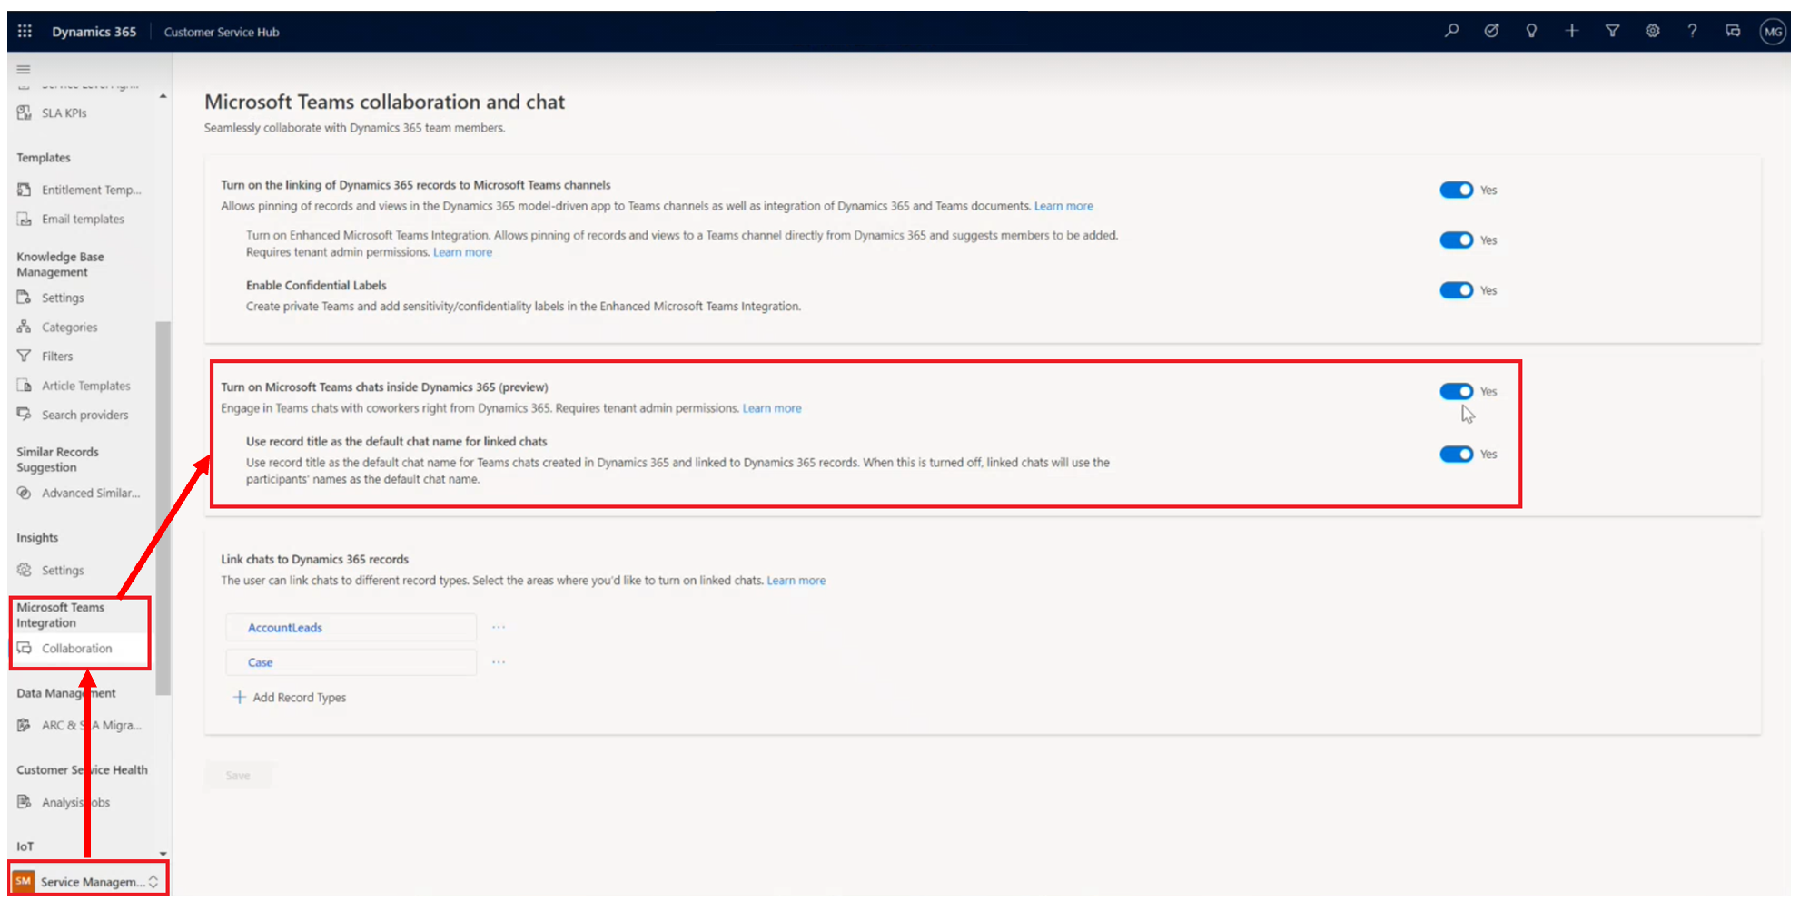 Dynamics 365
Customer Service Hub
MG
SLA KPIs
Templates
Entitlement Temp...
Email templates
Knowledge Base
Management
Settings
Categories
Filters
Article Templates
Search providers
Similar Records
Suggestion
Advanced Similar...
Insights
Settings
Microsoft Teams
Integration
Collaboration
Data Management
ARC & SLA Migra...
Customer Service Health
Analysis Jobs
IoT
SM
Service Managem...
Microsoft Teams collaboration and chat
Seamlessly collaborate with Dynamics 365 team members.
Turn on the linking of Dynamics 365 records to Microsoft Teams channels
Yes
Allows pinning of records and views in the Dynamics 365 model-driven app to Teams channels as well as integration of Dynamics 365 and Teams documents. Learn more
Turn on Enhanced Microsoft Teams Integration. Allows pinning of records and views to a Teams channel directly from Dynamics 365 and suggests members to be added.
Yes
Requires tenant admin permissions. Learn more
Enable Confidential Labels
Yes
Create private Teams and add sensitivity/confidentiality labels in the Enhanced Microsoft Teams Integration.
Turn on Microsoft Teams chats inside Dynamics 365 (preview)
Yes
Engage in Teams chats with coworkers right from Dynamics 365. Requires tenant admin permissions. Learn more
Use record title as the default chat name for linked chats
Yes
Use record title as the default chat name for Teams chats created in Dynamics 365 and linked to Dynamics 365 records. When this is turned off, linked chats will use the
participants' names as the default chat name.
Link chats to Dynamics 365 records
The user can link chats to different record types. Select the areas where you'd like to turn on linked chats. Learn more
AccountLeads
...
Case
...
Add Record Types
Save